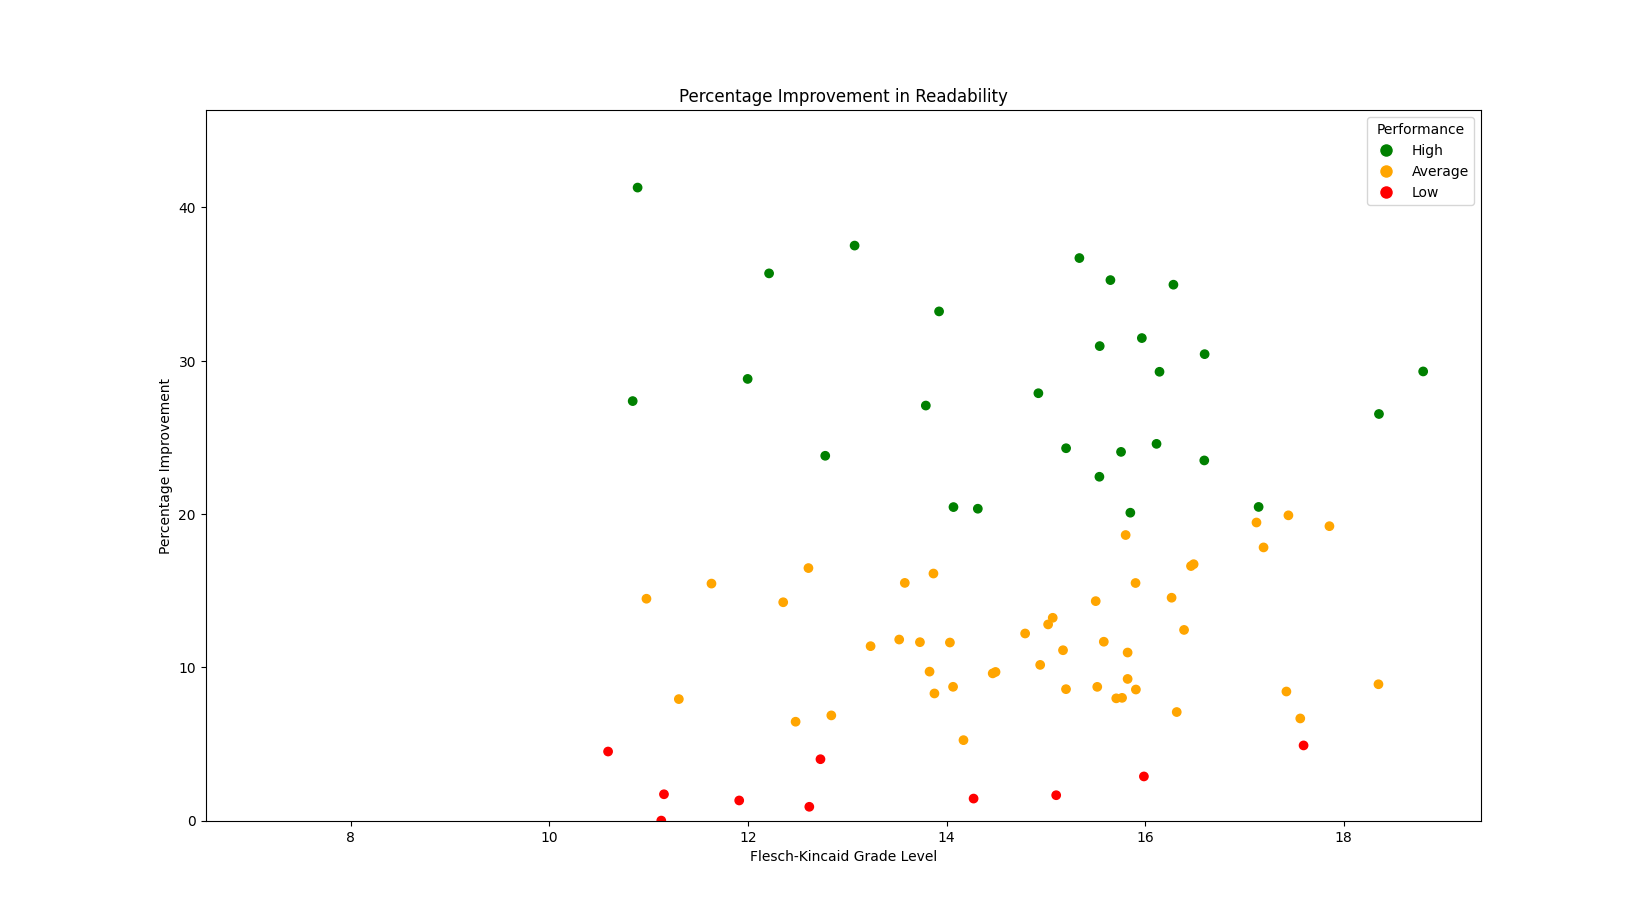 Percentage Improvement in Readability
Performance
High
Average
Low
Percentage Improvement
40
30
20
10
0
8 10 12 14 16 18
Flesch-Kincaid Grade Level